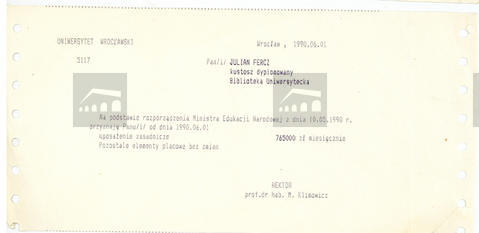 UNIWERSYTET WROCŁAWSKI
Wrocław , 1990.06.01
5117
Pan/i/ JULIAN FERCZ
kustosz dyplomowany
Biblioteka Uniwersytecka
Na podstawie rozporządzenia Ministra Edukacji Narodowej z dnia 10.05.1990 r.
przyznaję Panu/i/ od dnia 1990.06.01
uposażenie zasadnicze 765000 zł miesięcznie
Pozostałe elementy płacowe bez zmian
REKTOR
prof.dr hab. M. Klimowicz